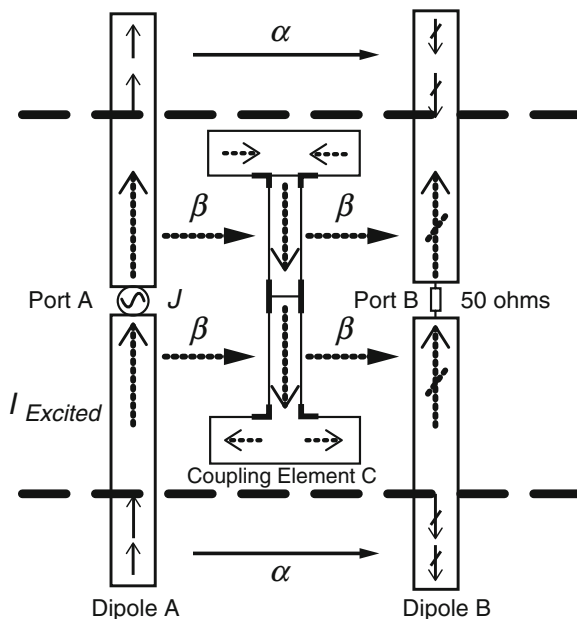 α
β β
Port A J Port B 50 ohms
β β
I Excited
Coupling Element C
α
Dipole A Dipole B